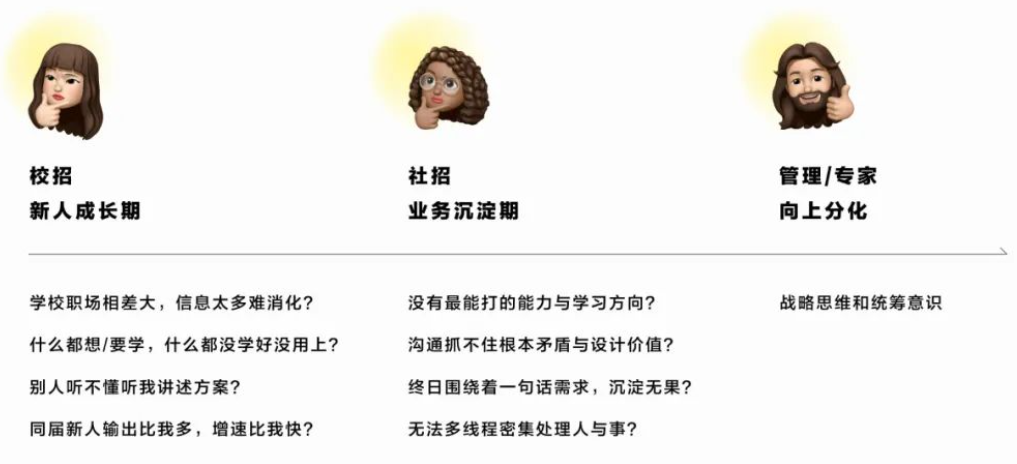 校招
新人成长期
学校职场相差大，信息太多难消化？
什么都想/要学，什么都没学好没用上？
别人听不懂听我讲述方案？
同届新人输出比我多，增速比我快？
社招
业务沉淀期
没有最能打的能力与学习方向？
沟通抓不住根本矛盾与设计价值？
终日围绕着一句话需求，沉淀无果？
无法多线程密集处理人与事？
管理/专家
向上分化
战略思维和统筹意识